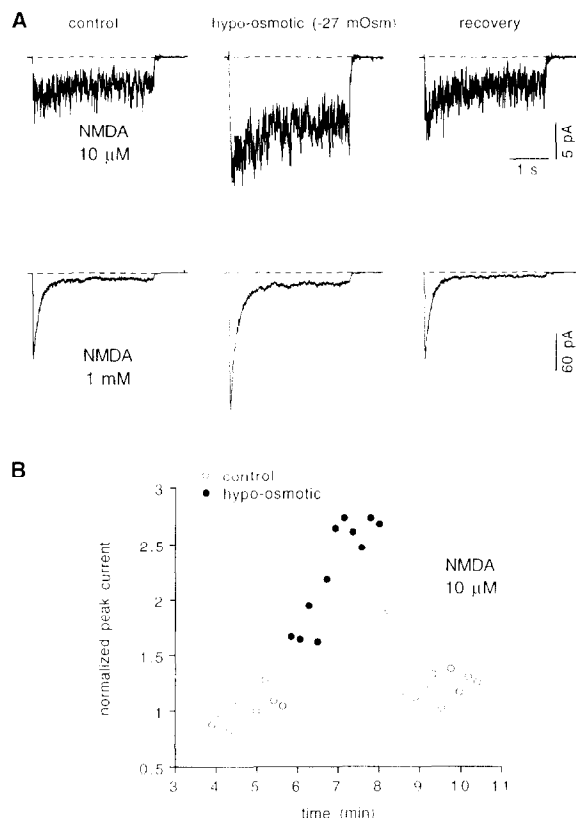 A
control
hypo-osmotic (-27 mOsm)
recovery
NMDA
10 µM
5 pA
1 s
NMDA
1 mM
60 pA
B
control
hypo-osmotic
3
2.5
2
1.5
1
0.5
normalized peak current
NMDA
10 µM
3 4 5 6 7 8 9 10 11
time (min)